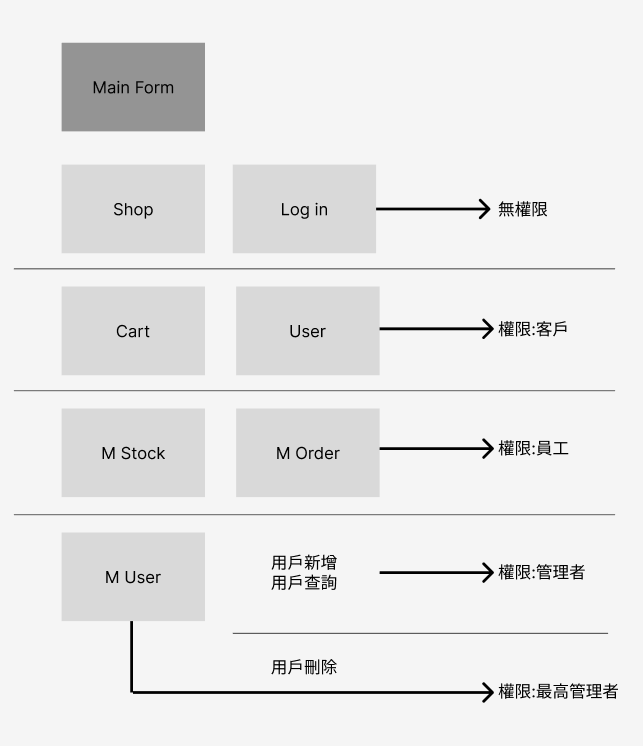 Main Form
Shop
Log in
無權限
Cart
User
權限:客戶
M Stock
M Order
權限:員工
M User
用戶新增
用戶查詢
權限:管理者
用戶刪除
權限:最高管理者